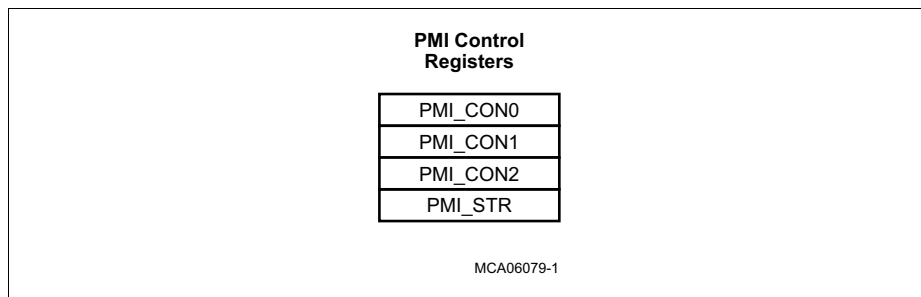 PMI Control
Registers
PMI_CON0
PMI_CON1
PMI_CON2
PMI_STR
MCA06079-1